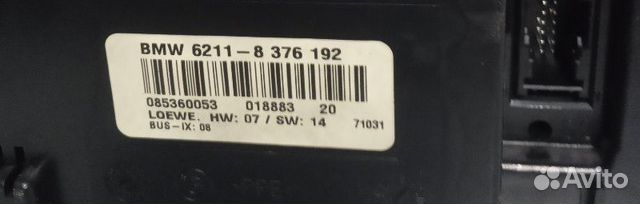 BMW 6211-8 376 192
085360053 018883 20
LOEWE. HW: 07 / SW: 14 71031
BUS-IX: 08
Avito